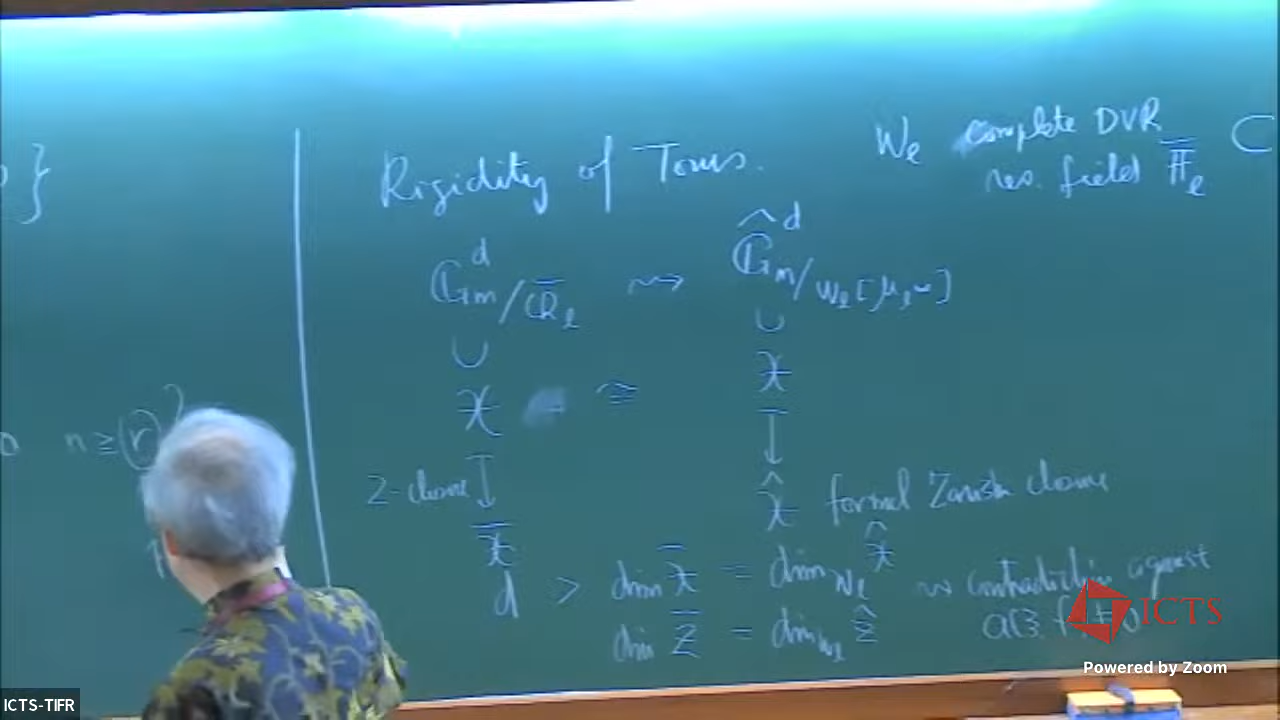 }
n ≥ (r)
Rigidity of Torus.
W_ℓ complete DVR
res. field 𝔽̄_ℓ
𝔾_m^d / ℚ̄_ℓ ⇝ 𝔾̂_m^d / W_ℓ[μ_ℓ∞]
∪ ∪
𝒳 ≅ 𝒳
Z-closure ↧ ↧
𝒳̄ 𝒳̂ formal Zariski closure
d > dim 𝒳̄ = dim_{W_ℓ} 𝒳̂ ⇝ contradiction against
dim Z̄ = dim_{W_ℓ} Ẑ
ICTS
Powered by Zoom
ICTS-TIFR